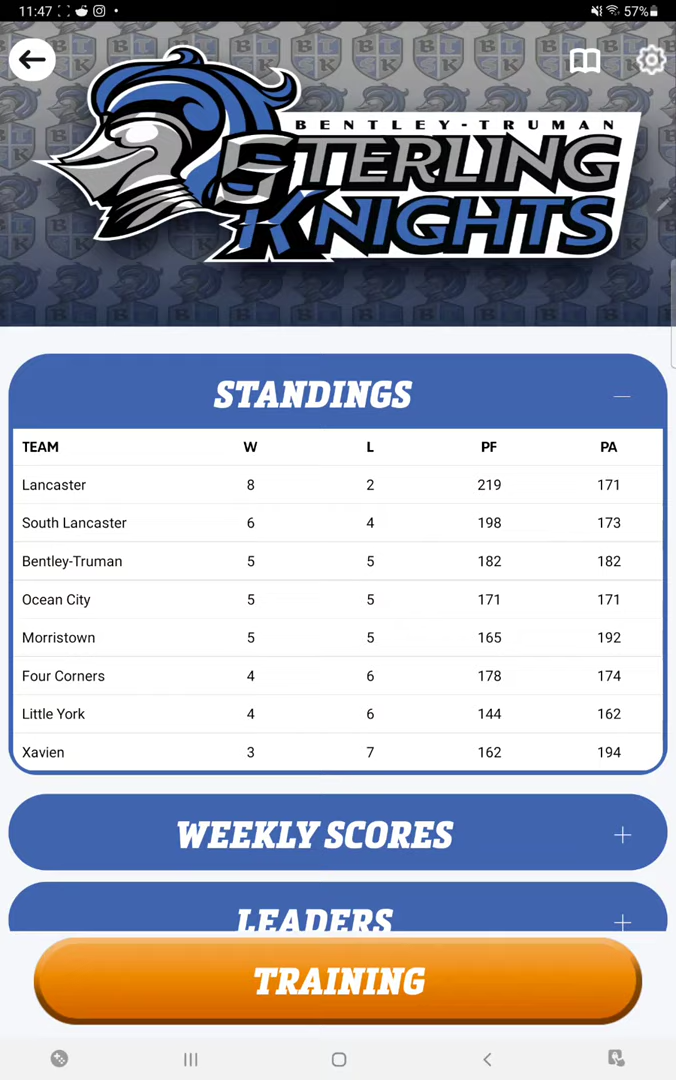 11:47
57%
BENTLEY-TRUMAN
STERLING
KNIGHTS
STANDINGS
TEAM W L PF PA
Lancaster 8 2 219 171
South Lancaster 6 4 198 173
Bentley-Truman 5 5 182 182
Ocean City 5 5 171 171
Morristown 5 5 165 192
Four Corners 4 6 178 174
Little York 4 6 144 162
Xavien 3 7 162 194
WEEKLY SCORES
LEADERS
TRAINING